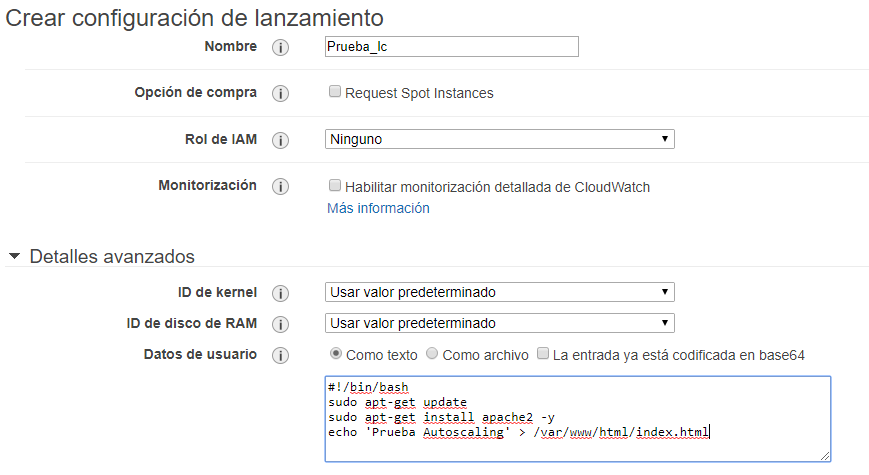 Crear configuración de lanzamiento
Nombre
Prueba_lc
Opción de compra
Request Spot Instances
Rol de IAM
Ninguno
Monitorización
Habilitar monitorización detallada de CloudWatch
Más información
Detalles avanzados
ID de kernel
Usar valor predeterminado
ID de disco de RAM
Usar valor predeterminado
Datos de usuario
Como texto Como archivo La entrada ya está codificada en base64
#!/bin/bash
sudo apt-get update
sudo apt-get install apache2 -y
echo 'Prueba Autoscaling' > /var/www/html/index.html